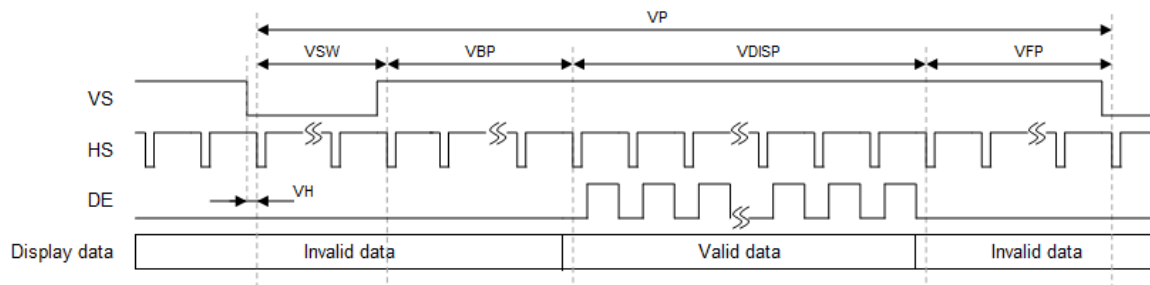 VP
VSW VBP VDISP VFP
VS
HS
VH
DE
Display data Invalid data Valid data Invalid data